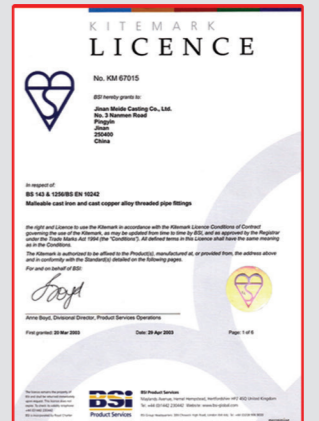 KITEMARK
LICENCE
No. KM 67015
BSI hereby grants to:
Jinan Meide Casting Co., Ltd.
No. 3 Nanmen Road
Pingyin
Jinan
250400
China
In respect of:
BS 143 & 1256/BS EN 10242
Malleable cast iron and cast copper alloy threaded pipe fittings
the right and Licence to use the Kitemark in accordance with the Kitemark Licence Conditions of Contract
governing the use of the Kitemark, as may be updated from time to time by BSI, and as approved by the Registrar
under the Trade Marks Act 1994 (the "Conditions"). All defined terms in this Licence shall have the same meaning
as in the Conditions.
The Kitemark is authorized to be affixed to the Product(s), manufactured at, or provided from, the address above
and in conformity with the Standard(s) detailed on the following pages.
For and on behalf of BSI:
Anne Boyd, Divisional Director, Product Services Operations
First granted: 20 Mar 2003
Date: 29 Apr 2003
BSi
Product Services
BSI Product Services